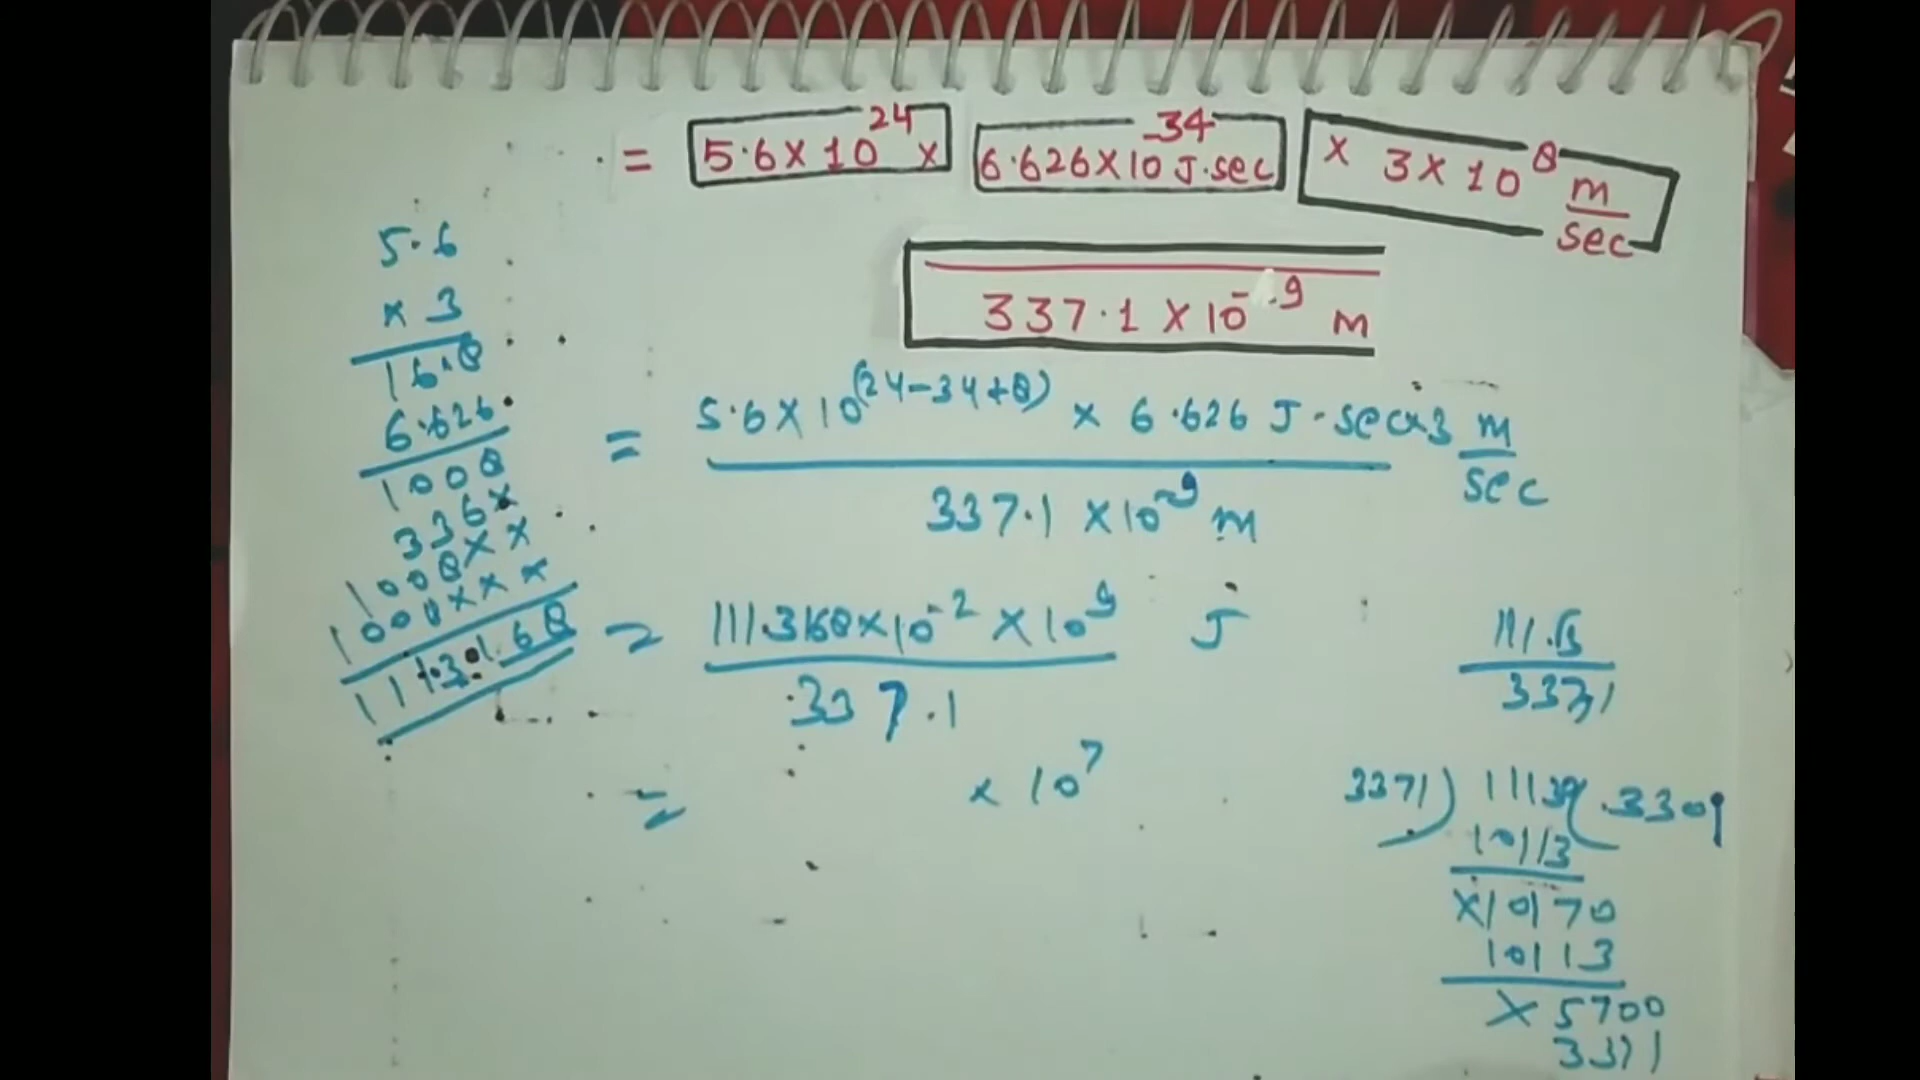 = 5.6 x 10^24 x 6.626 x 10^-34 J.sec x 3 x 10^8 m/sec
337.1 x 10^-9 m
5.6
x 3
16.8
6.626
1008
336x
1008xx
1008xxx
111.3168
= 5.6 x 10^(24-34+8) x 6.626 J.sec x 3 m/sec
337.1 x 10^-9 m
= 111.3168 x 10^-2 x 10^9 J
337.1
= x 10^7
3371
3371) 11139(.3309
10113
x10170
10113
x 5700
3371